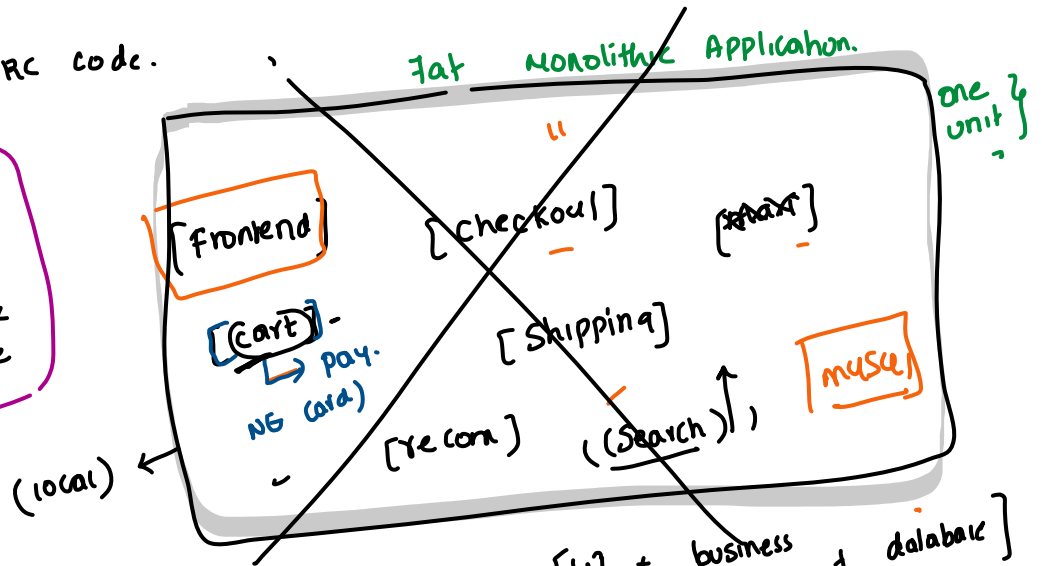 RC code.
Fat Monolithic Application.
one
unit }
[Frontend]
[checkout]
[cart] -
→ pay.
NG card)
[Shipping]
[recom]
((Search))
(local) ←
business
database ]